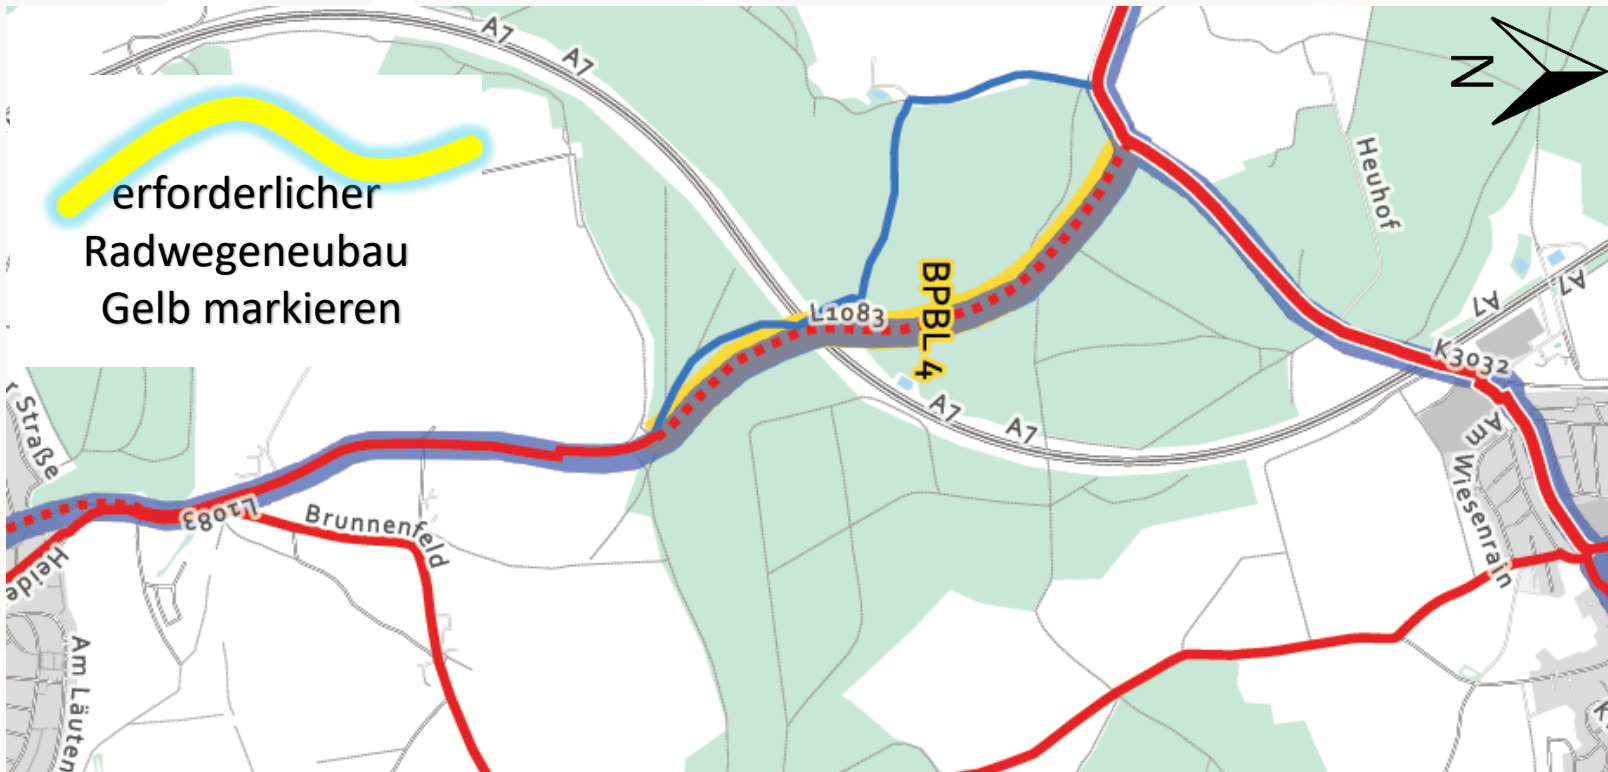 A7
A7
N
erforderlicher
Radwegeneubau
Gelb markieren
Heuhof
A7
A7
BPBL 4
L1083
K3032
A7
A7
Am Wiesenrain
r Straße
L1083
Brunnenfeld
Heide
Am Läuten
K